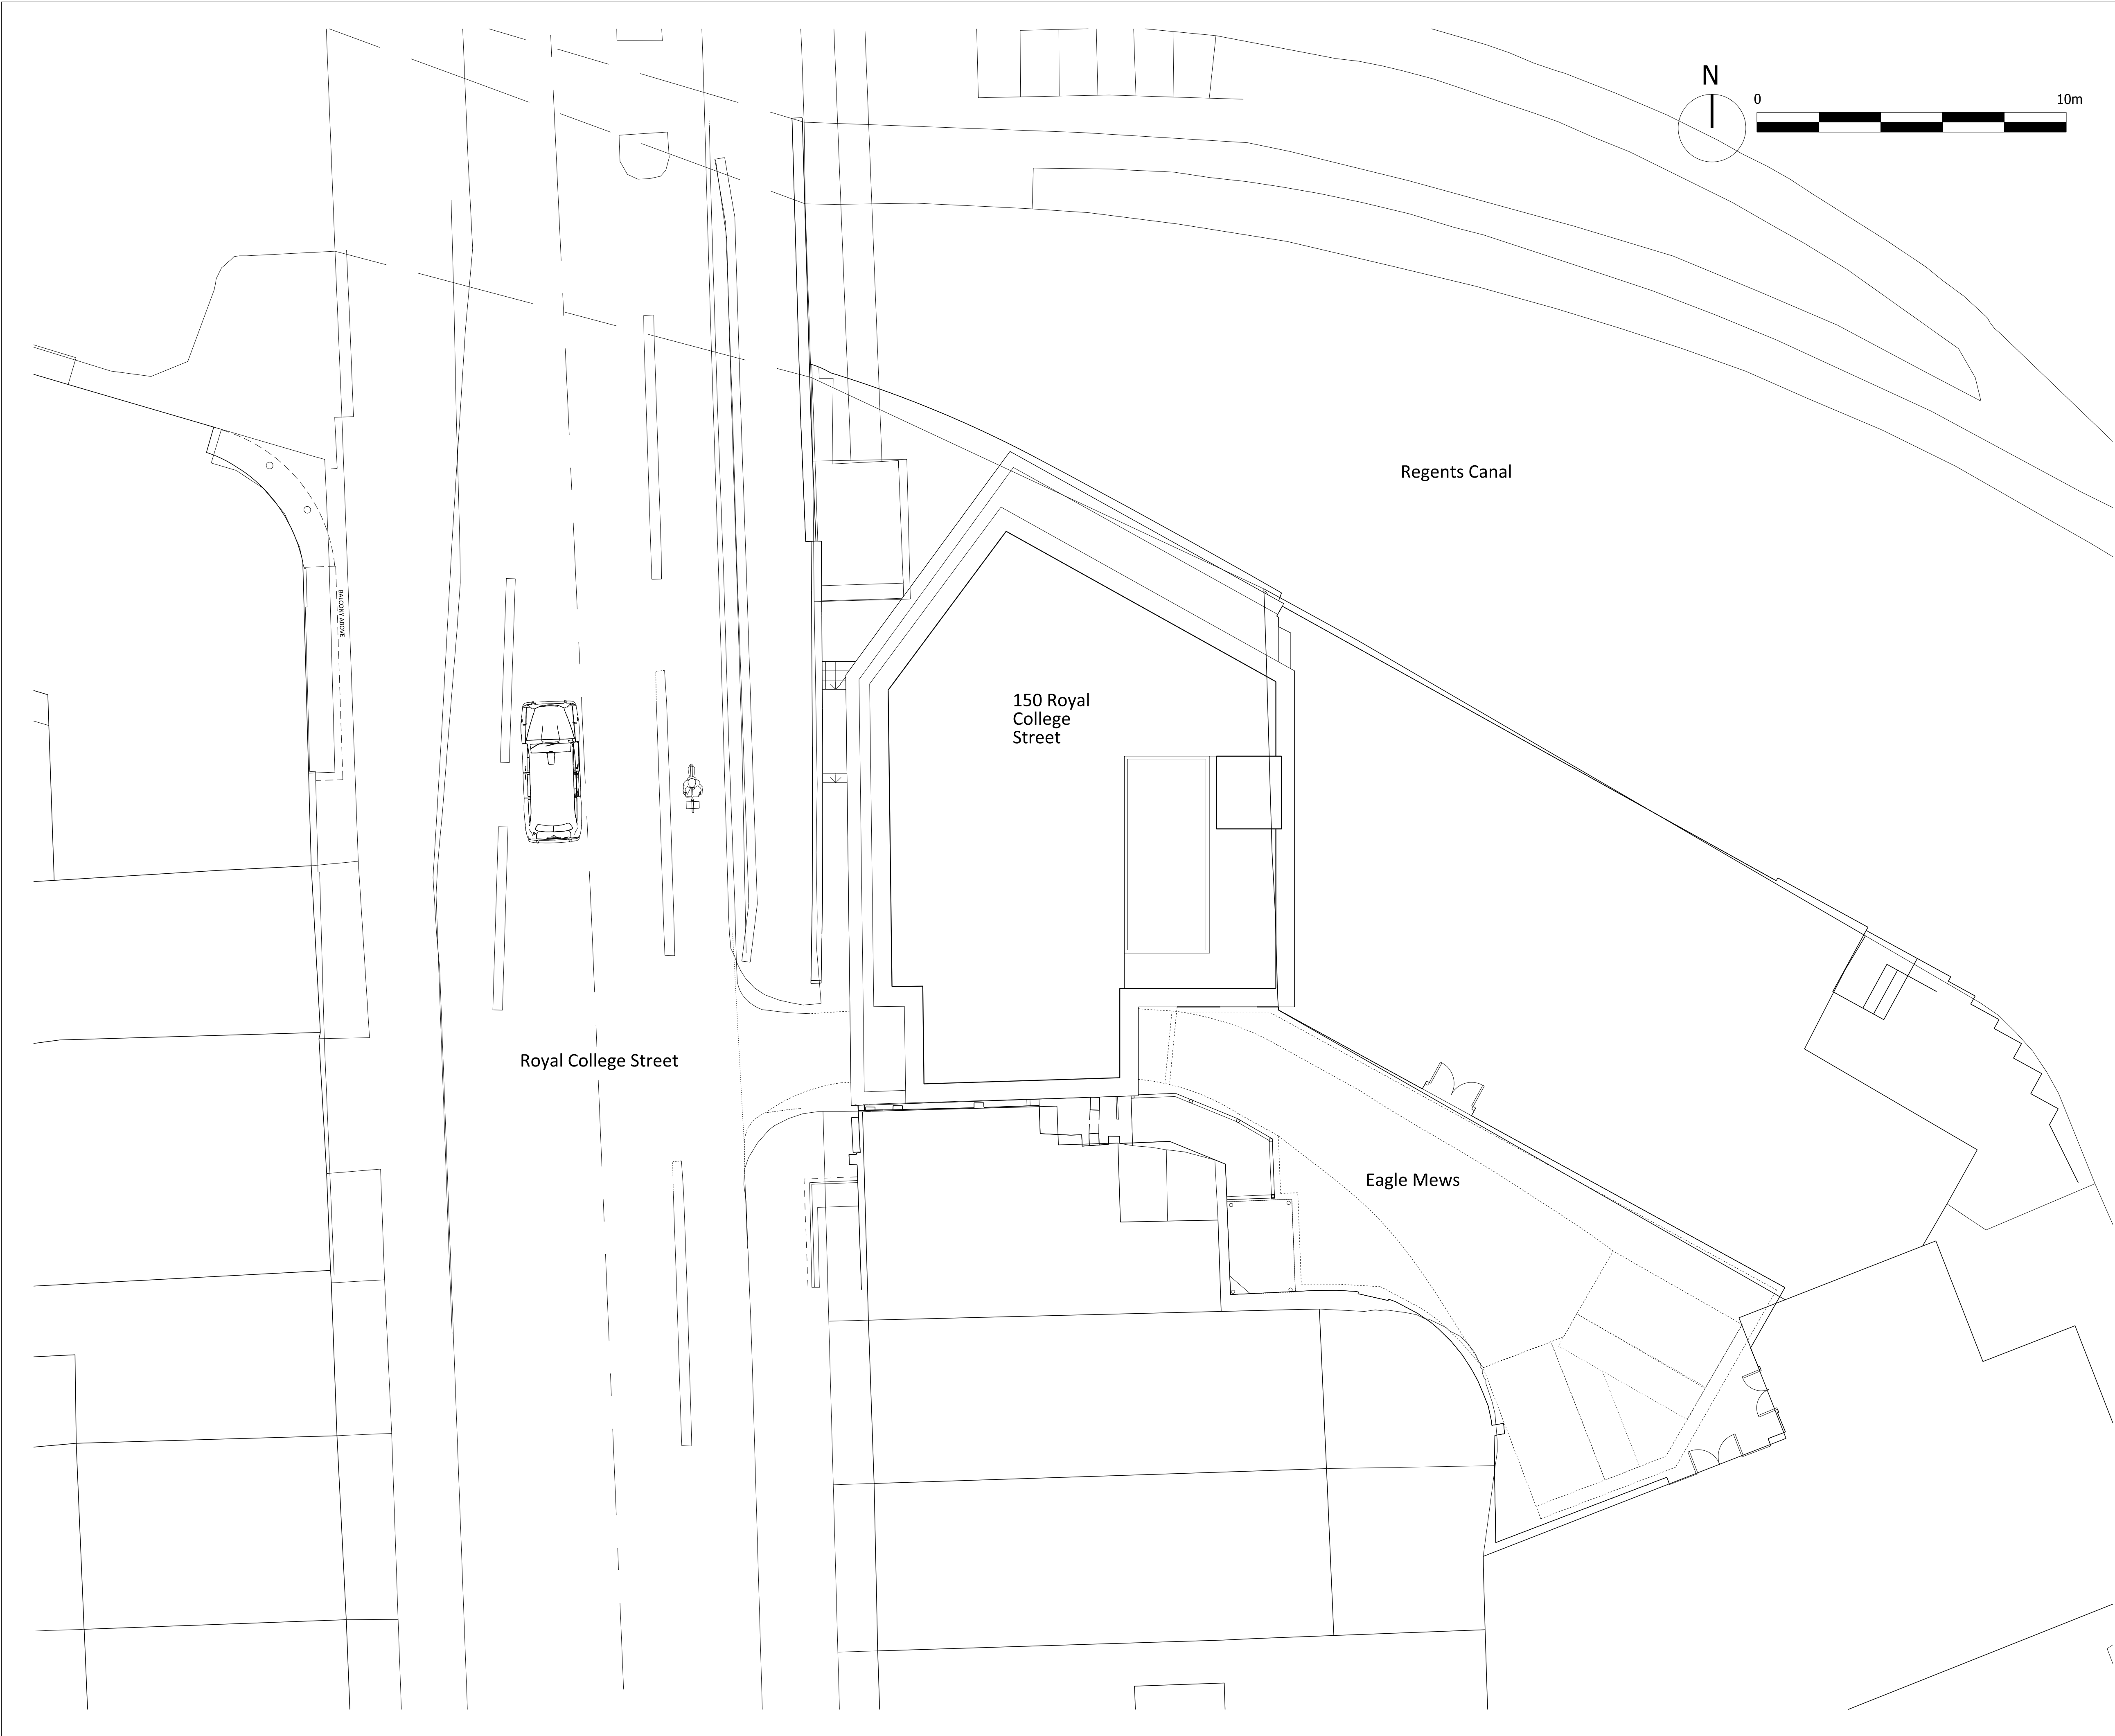 N
0 10m
Regents Canal
BALCONY ABOVE
150 Royal
College
Street
Royal College Street
Eagle Mews